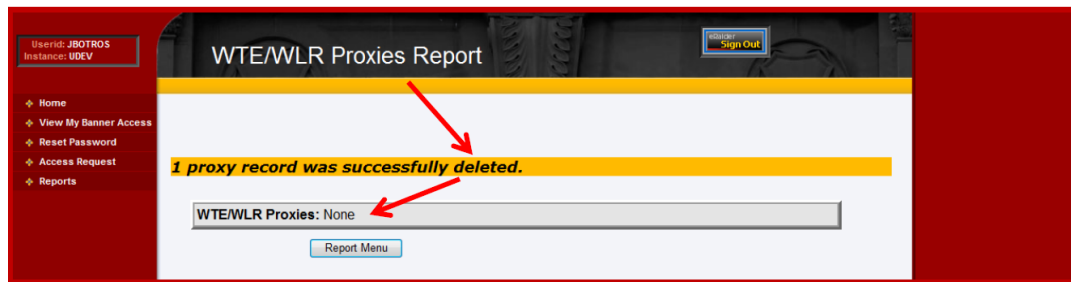 Userid: JBOTROS
Instance: UDEV
WTE/WLR Proxies Report
eRaider
Sign Out
Home
View My Banner Access
Reset Password
Access Request
Reports
1 proxy record was successfully deleted.
WTE/WLR Proxies: None
Report Menu